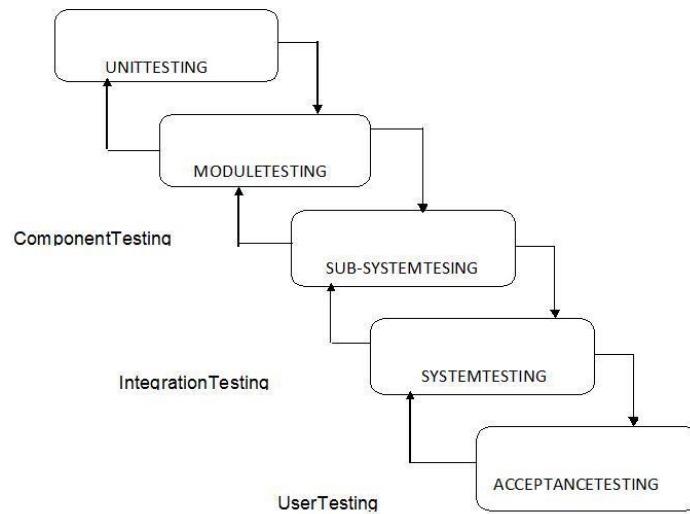 UNITTESTING
MODULETESTING
ComponentTesting
SUB-SYSTEMTESING
IntegrationTesting
SYSTEMTESTING
ACCEPTANCETESTING
UserTesting